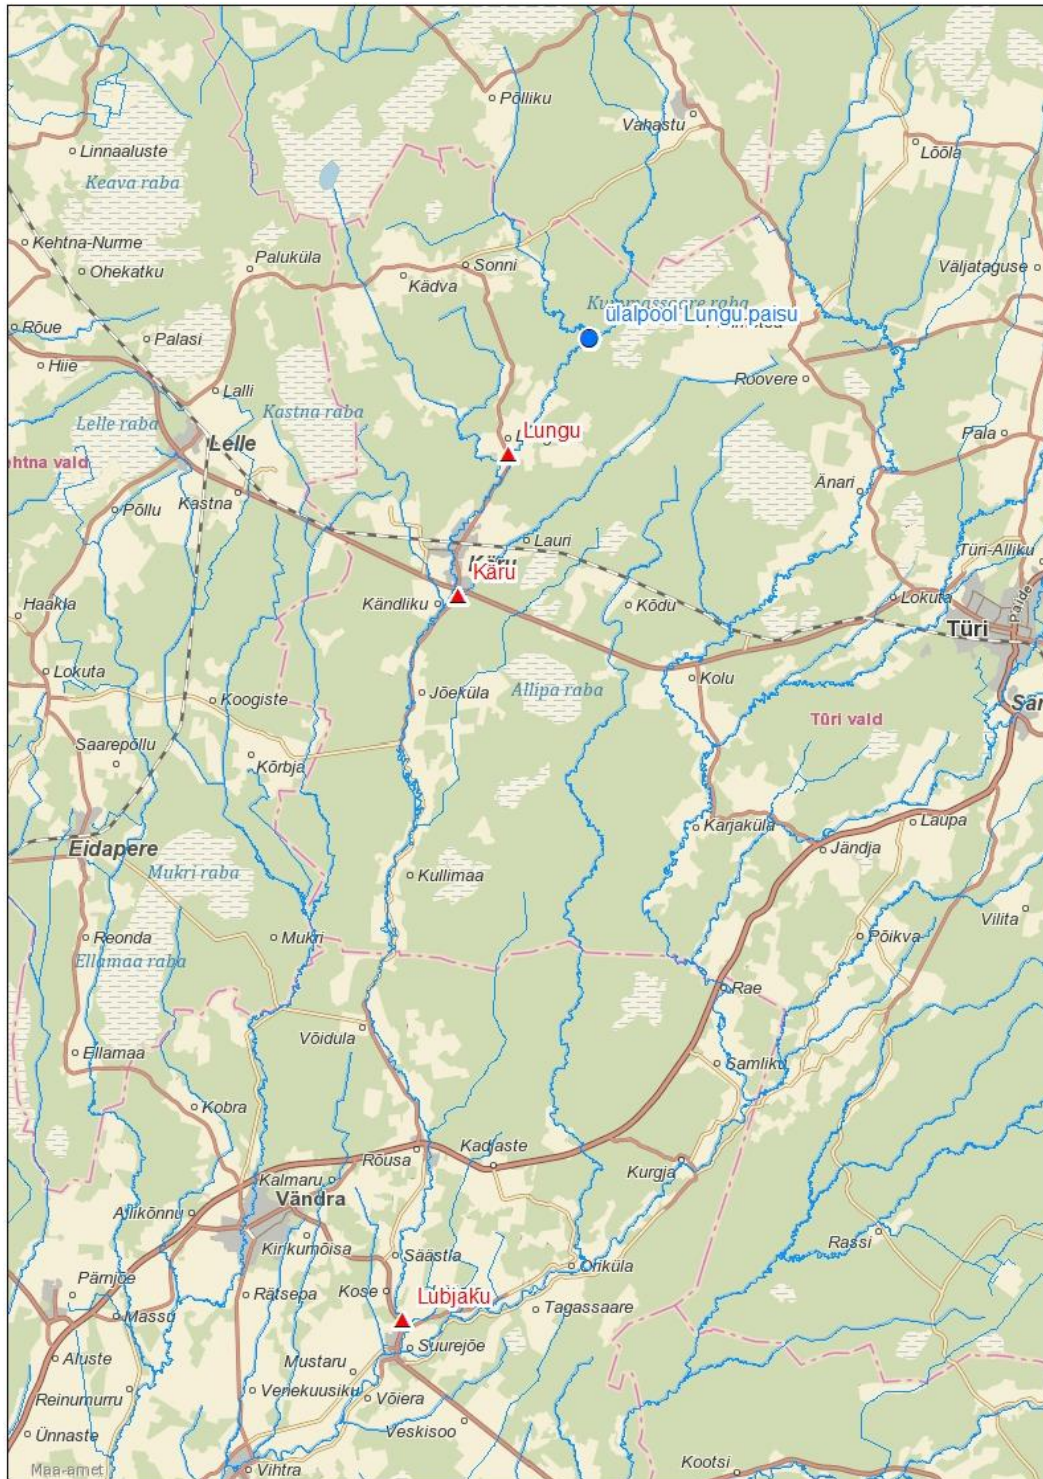 Põlliku
Vahastu
Lõõla
Linnaaluste
Keava raba
Kehtna-Nurme
Ohekatku
Paluküla
Sonni
Kädva
Väljataguse
ülalpool Lungu paisu
Rõue
Palasi
Hiie
Lalli
Kastna raba
Roovere
Lelle raba
Lelle
Lungu
Pala
Kastna
Põllu
Änari
Lauri
Türi-Alliku
Käru
Kändliku
Kõdu
Lokuta
Paide
Türi
Haakla
Lokuta
Koogiste
Jõeküla
Allipa raba
Kolu
Türi vald
Saarepõllu
Kõrbja
Karjaküla
Laupa
Jändja
Eidapere
Mukri raba
Kullimaa
Vilita
Reonda
Mukri
Põikva
Ellamaa raba
Rae
Võidula
Ellamaa
Samliku
Kobra
Rõusa
Kadjaste
Kurgja
Kalmaru
Vändra
Allikõnnu
Kirikumõisa
Rassi
Säästla
Oriküla
Pärnjõe
Rätsepa
Kose
Lubjaku
Tagassaare
Massu
Suurejõe
Aluste
Mustaru
Reinumurru
Venekuusiku
Võiera
Veskisoo
Ünnaste
Vihtra
Kootsi
Maa-amet